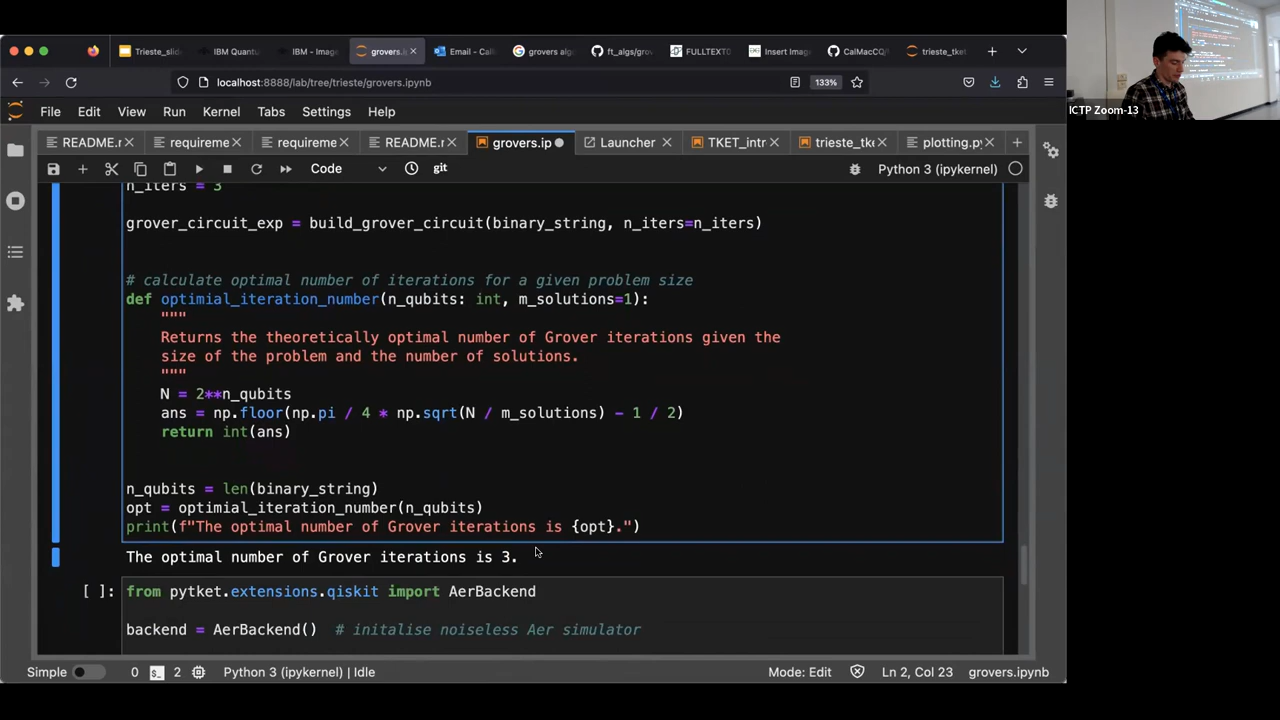 Trieste_slid
IBM Quantu
IBM - Image
grovers.i
Email – Cal
grovers alg
ft_algs/gro
FULLTEXT0
Insert Imag
CalMacCQ/
trieste_tket
localhost:8888/lab/tree/trieste/grovers.ipynb
133%
ICTP Zoom-13
File Edit View Run Kernel Tabs Settings Help
README.r
requireme
requireme
README.r
grovers.ip
Launcher
TKET_intr
trieste_tke
plotting.py
Code
git
Python 3 (ipykernel)
n_iters = 3
grover_circuit_exp = build_grover_circuit(binary_string, n_iters=n_iters)
# calculate optimal number of iterations for a given problem size
def optimial_iteration_number(n_qubits: int, m_solutions=1):
"""
Returns the theoretically optimal number of Grover iterations given the
size of the problem and the number of solutions.
"""
N = 2**n_qubits
ans = np.floor(np.pi / 4 * np.sqrt(N / m_solutions) - 1 / 2)
return int(ans)
n_qubits = len(binary_string)
opt = optimial_iteration_number(n_qubits)
print(f"The optimal number of Grover iterations is {opt}.")
The optimal number of Grover iterations is 3.
[ ]: from pytket.extensions.qiskit import AerBackend
backend = AerBackend()  # initalise noiseless Aer simulator
Simple 0 2 Python 3 (ipykernel) | Idle Mode: Edit Ln 2, Col 23 grovers.ipynb